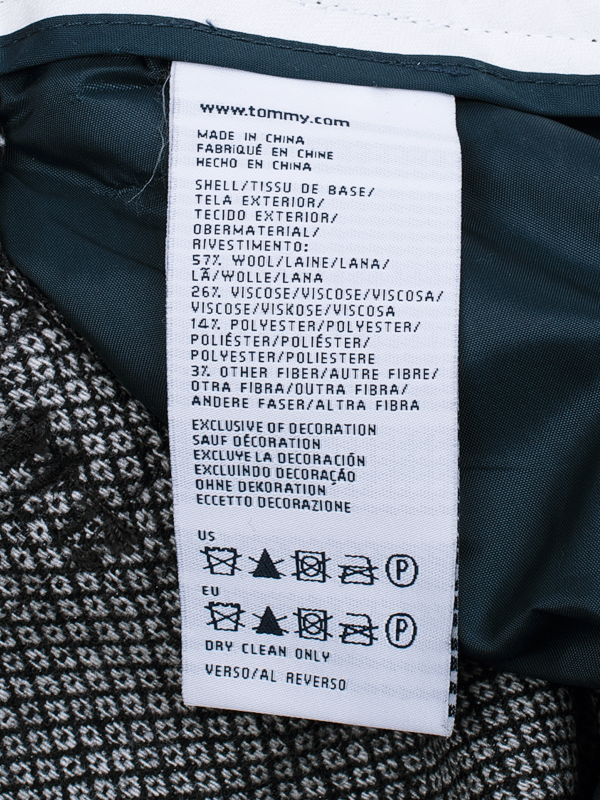 www.tommy.com
MADE IN CHINA
FABRIQUÉ EN CHINE
HECHO EN CHINA
SHELL/TISSU DE BASE/
TELA EXTERIOR/
TECIDO EXTERIOR/
OBERMATERIAL/
RIVESTIMENTO:
57% WOOL/LAINE/LANA/
LÃ/WOLLE/LANA
26% VISCOSE/VISCOSE/VISCOSA/
VISCOSE/VISKOSE/VISCOSA
14% POLYESTER/POLYESTER/
POLIÉSTER/POLIÉSTER/
POLYESTER/POLIESTERE
3% OTHER FIBER/AUTRE FIBRE/
OTRA FIBRA/OUTRA FIBRA/
ANDERE FASER/ALTRA FIBRA
EXCLUSIVE OF DECORATION
SAUF DÉCORATION
EXCLUYE LA DECORACIÓN
EXCLUINDO DECORAÇÃO
OHNE DEKORATION
ECCETTO DECORAZIONE
US
P
EU
P
DRY CLEAN ONLY
VERSO/AL REVERSO